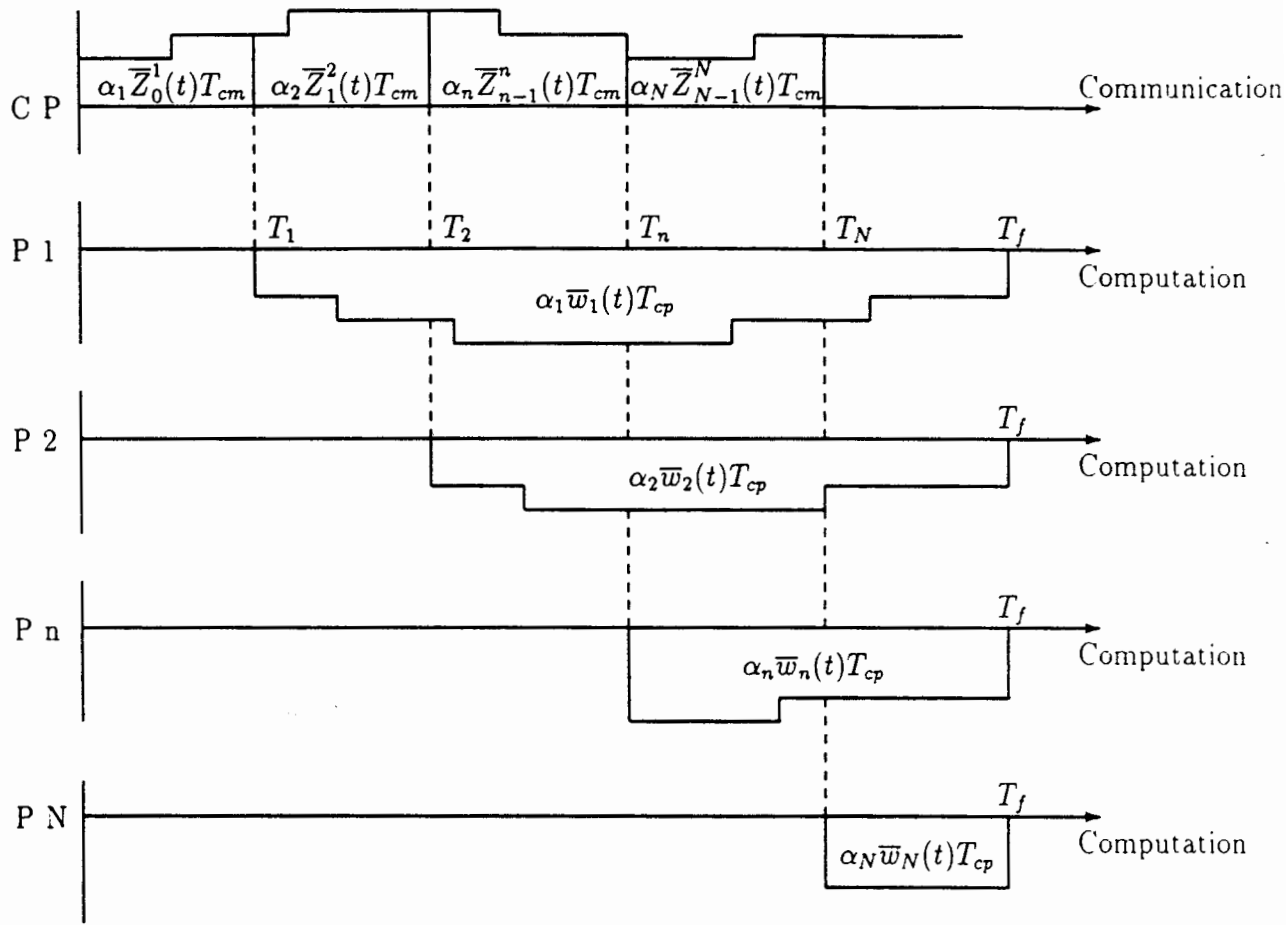 α₁Z̅₀¹(t)T_cm α₂Z̅₁²(t)T_cm αₙZ̅ₙ₋₁ⁿ(t)T_cm α_N Z̅_{N-1}^N(t)T_cm
C P Communication
T₁ T₂ Tₙ T_N T_f
P 1 Computation
α₁w̅₁(t)T_cp
T_f
P 2 Computation
α₂w̅₂(t)T_cp
T_f
P n Computation
αₙw̅ₙ(t)T_cp
T_f
P N Computation
α_N w̅_N(t)T_cp